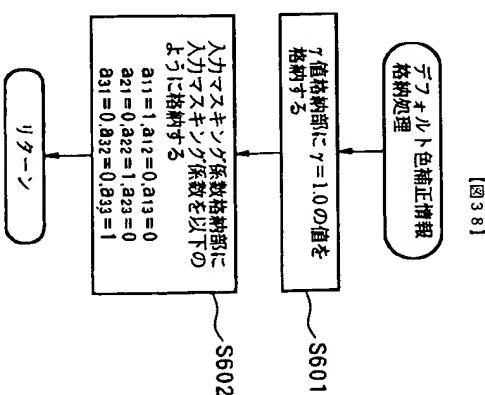 【図38】
デフォルト色補正情報
格納処理
γ値格納部にγ=1.0の値を
格納する
S601
入力マスキング係数格納部に
入力マスキング係数を以下の
ように格納する
a11=1,a12=0,a13=0
a21=0,a22=1,a23=0
a31=0,a32=0,a33=1
S602
リターン